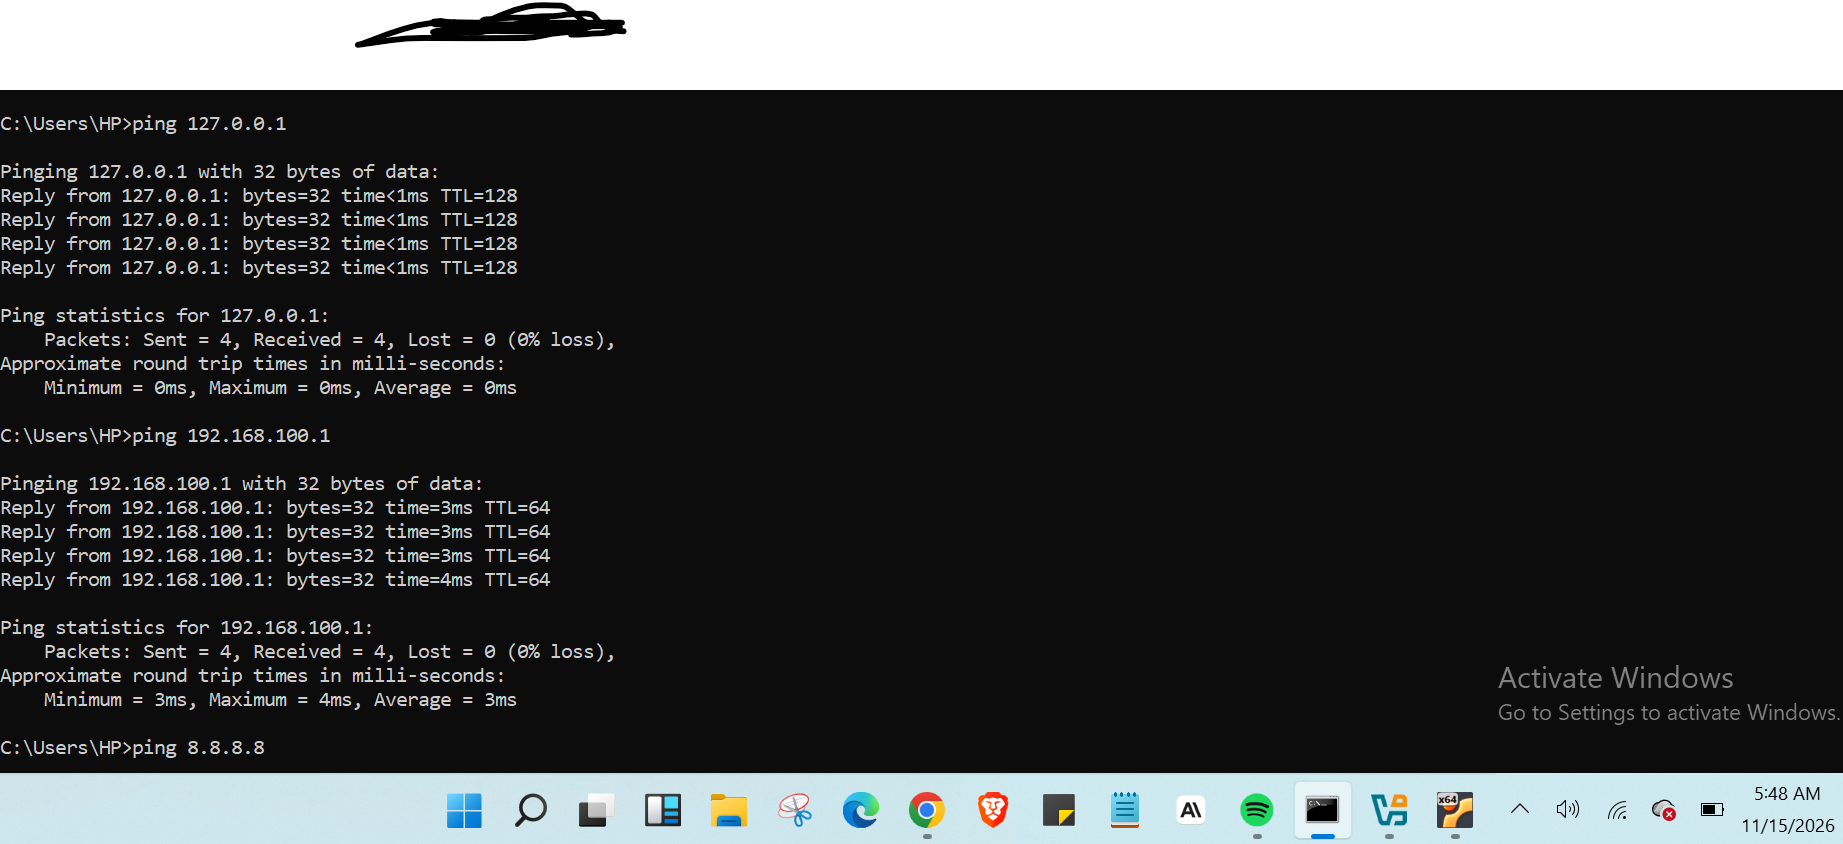 C:\Users\HP>ping 127.0.0.1
Pinging 127.0.0.1 with 32 bytes of data:
Reply from 127.0.0.1: bytes=32 time<1ms TTL=128
Reply from 127.0.0.1: bytes=32 time<1ms TTL=128
Reply from 127.0.0.1: bytes=32 time<1ms TTL=128
Reply from 127.0.0.1: bytes=32 time<1ms TTL=128
Ping statistics for 127.0.0.1:
Packets: Sent = 4, Received = 4, Lost = 0 (0% loss),
Approximate round trip times in milli-seconds:
Minimum = 0ms, Maximum = 0ms, Average = 0ms
C:\Users\HP>ping 192.168.100.1
Pinging 192.168.100.1 with 32 bytes of data:
Reply from 192.168.100.1: bytes=32 time=3ms TTL=64
Reply from 192.168.100.1: bytes=32 time=3ms TTL=64
Reply from 192.168.100.1: bytes=32 time=3ms TTL=64
Reply from 192.168.100.1: bytes=32 time=4ms TTL=64
Ping statistics for 192.168.100.1:
Packets: Sent = 4, Received = 4, Lost = 0 (0% loss),
Approximate round trip times in milli-seconds:
Minimum = 3ms, Maximum = 4ms, Average = 3ms
C:\Users\HP>ping 8.8.8.8
Activate Windows
Go to Settings to activate Windows.
x64
5:48 AM
11/15/2026